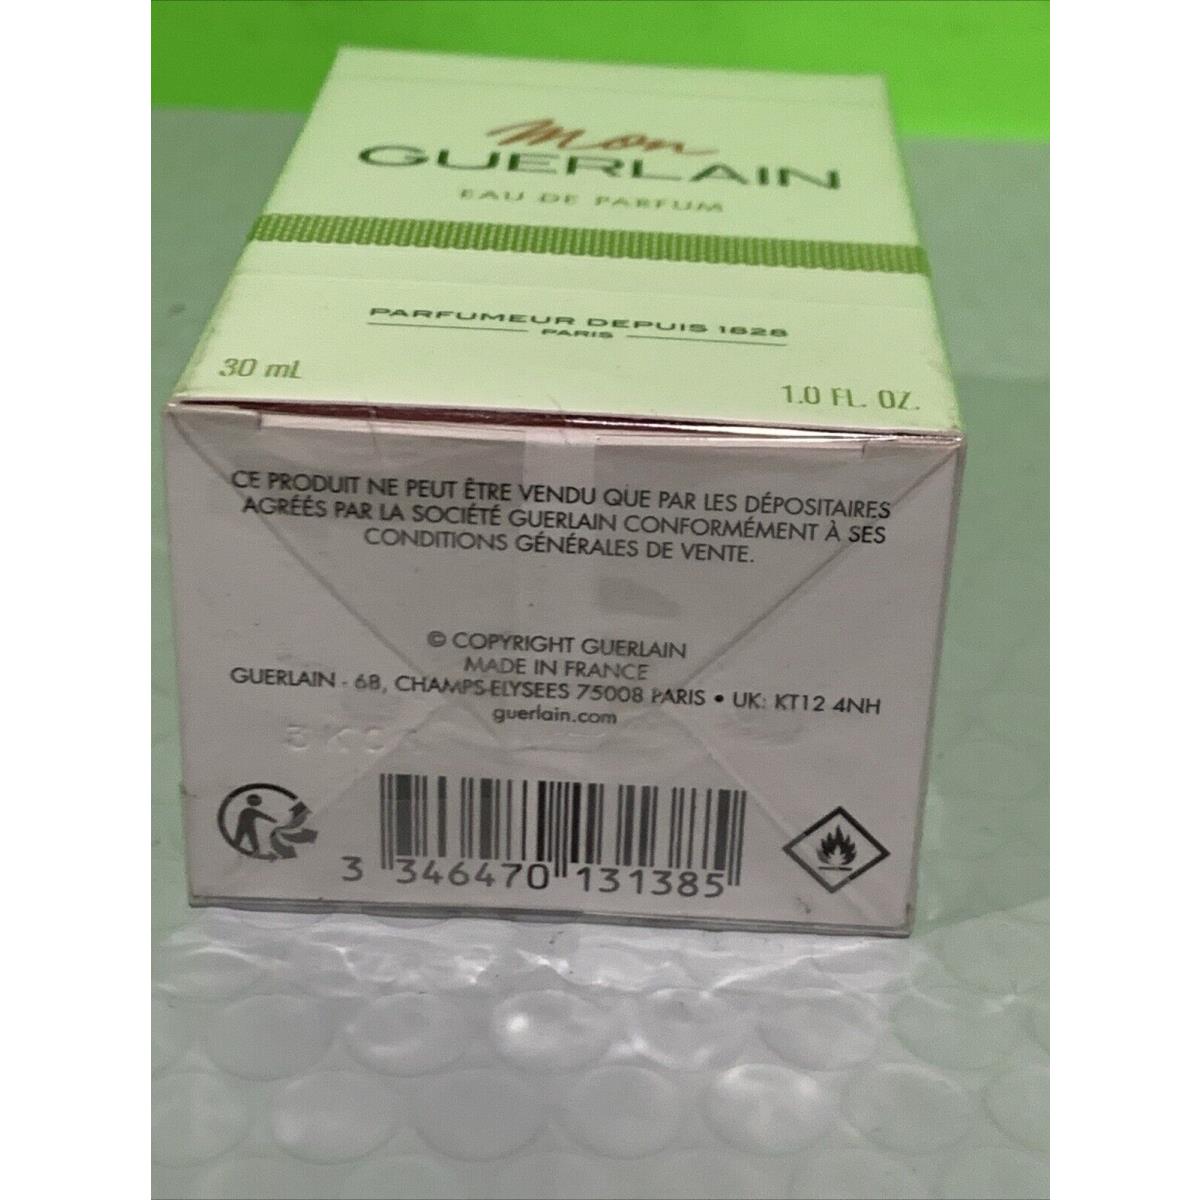 Mon
GUERLAIN
EAU DE PARFUM
PARFUMEUR DEPUIS 1828
PARIS
30 mL
1.0 FL. OZ.
CE PRODUIT NE PEUT ÊTRE VENDU QUE PAR LES DÉPOSITAIRES
AGRÉÉS PAR LA SOCIÉTÉ GUERLAIN CONFORMÉMENT À SES
CONDITIONS GÉNÉRALES DE VENTE.
© COPYRIGHT GUERLAIN
MADE IN FRANCE
GUERLAIN - 68, CHAMPS-ELYSEES 75008 PARIS • UK: KT12 4NH
guerlain.com
3 346470 131385